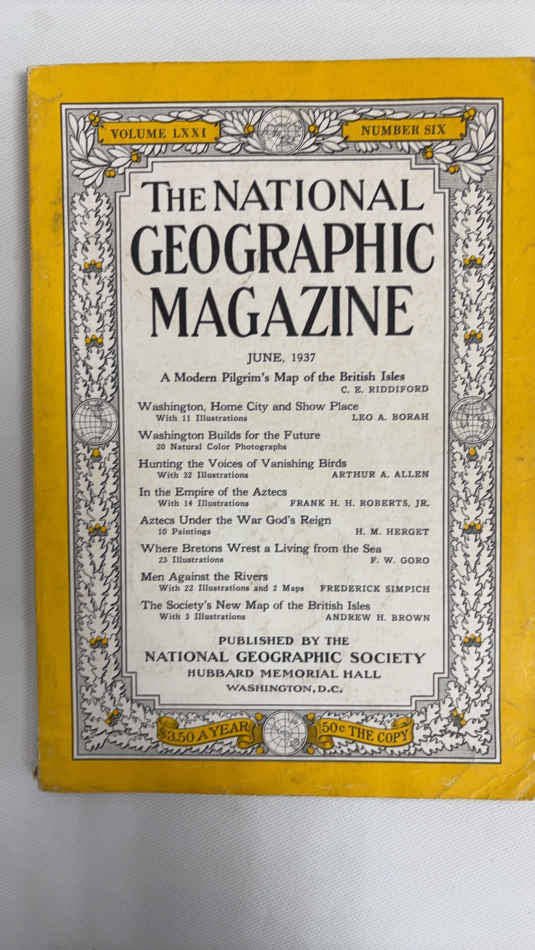 VOLUME LXXI
NUMBER SIX
THE NATIONAL
GEOGRAPHIC
MAGAZINE
JUNE, 1937
A Modern Pilgrim's Map of the British Isles
C. E. RIDDIFORD
Washington, Home City and Show Place
With 11 Illustrations LEO A. BORAH
Washington Builds for the Future
20 Natural Color Photographs
Hunting the Voices of Vanishing Birds
With 22 Illustrations ARTHUR A. ALLEN
In the Empire of the Aztecs
With 14 Illustrations FRANK H. H. ROBERTS, JR.
Aztecs Under the War God's Reign
10 Paintings H. M. HERGET
Where Bretons Wrest a Living from the Sea
23 Illustrations F. W. GORO
Men Against the Rivers
With 22 Illustrations and 2 Maps FREDERICK SIMPICH
The Society's New Map of the British Isles
With 3 Illustrations ANDREW H. BROWN
PUBLISHED BY THE
NATIONAL GEOGRAPHIC SOCIETY
HUBBARD MEMORIAL HALL
WASHINGTON, D.C.
$3.50 A YEAR
50¢ THE COPY